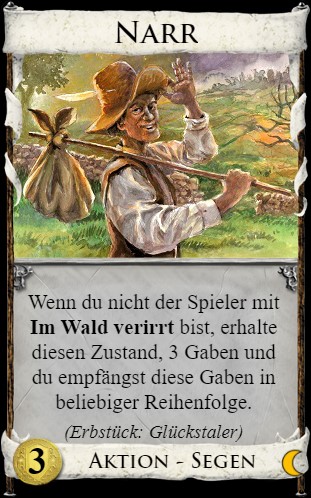 Narr
Wenn du nicht der Spieler mit
Im Wald verirrt bist, erhalte
diesen Zustand, 3 Gaben und
du empfängst diese Gaben in
beliebiger Reihenfolge.
(Erbstück: Glückstaler)
3 Aktion - Segen